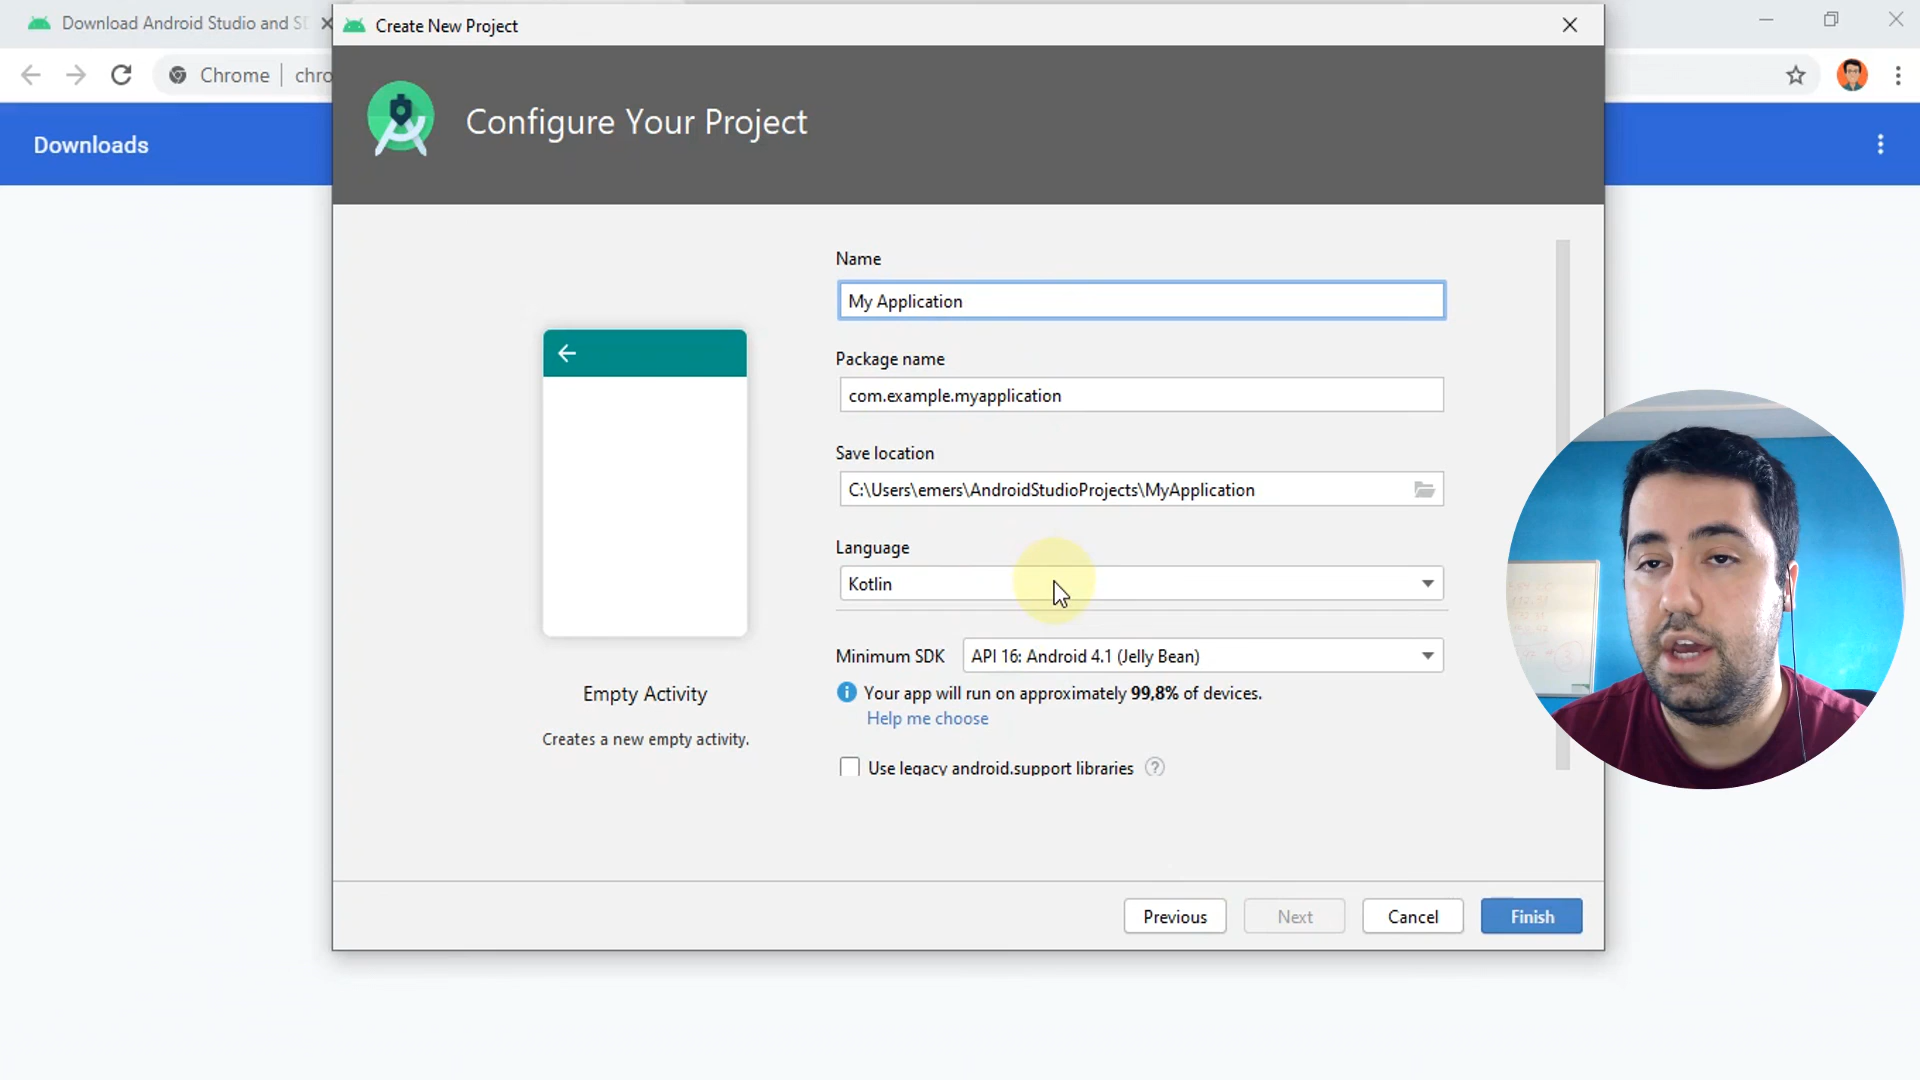 Download Android Studio and S
Create New Project
Chrome
chro
Configure Your Project
Downloads
Name
My Application
Package name
com.example.myapplication
Save location
C:\Users\emers\AndroidStudioProjects\MyApplication
Language
Kotlin
Minimum SDK
API 16: Android 4.1 (Jelly Bean)
Your app will run on approximately 99,8% of devices.
Help me choose
Use legacy android.support libraries
Empty Activity
Creates a new empty activity.
Previous
Next
Cancel
Finish